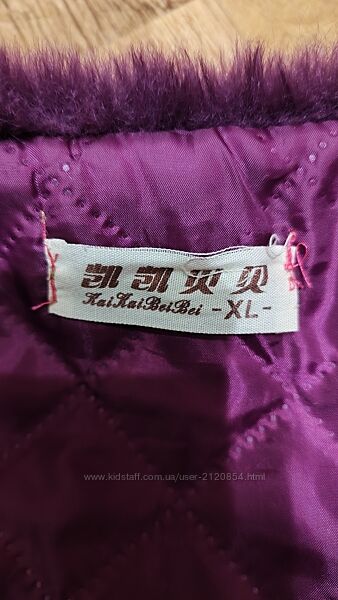 凯凯贝贝
KaiKaiBeiBei -XL-
www.kidstaff.com.ua/user-2120854.html